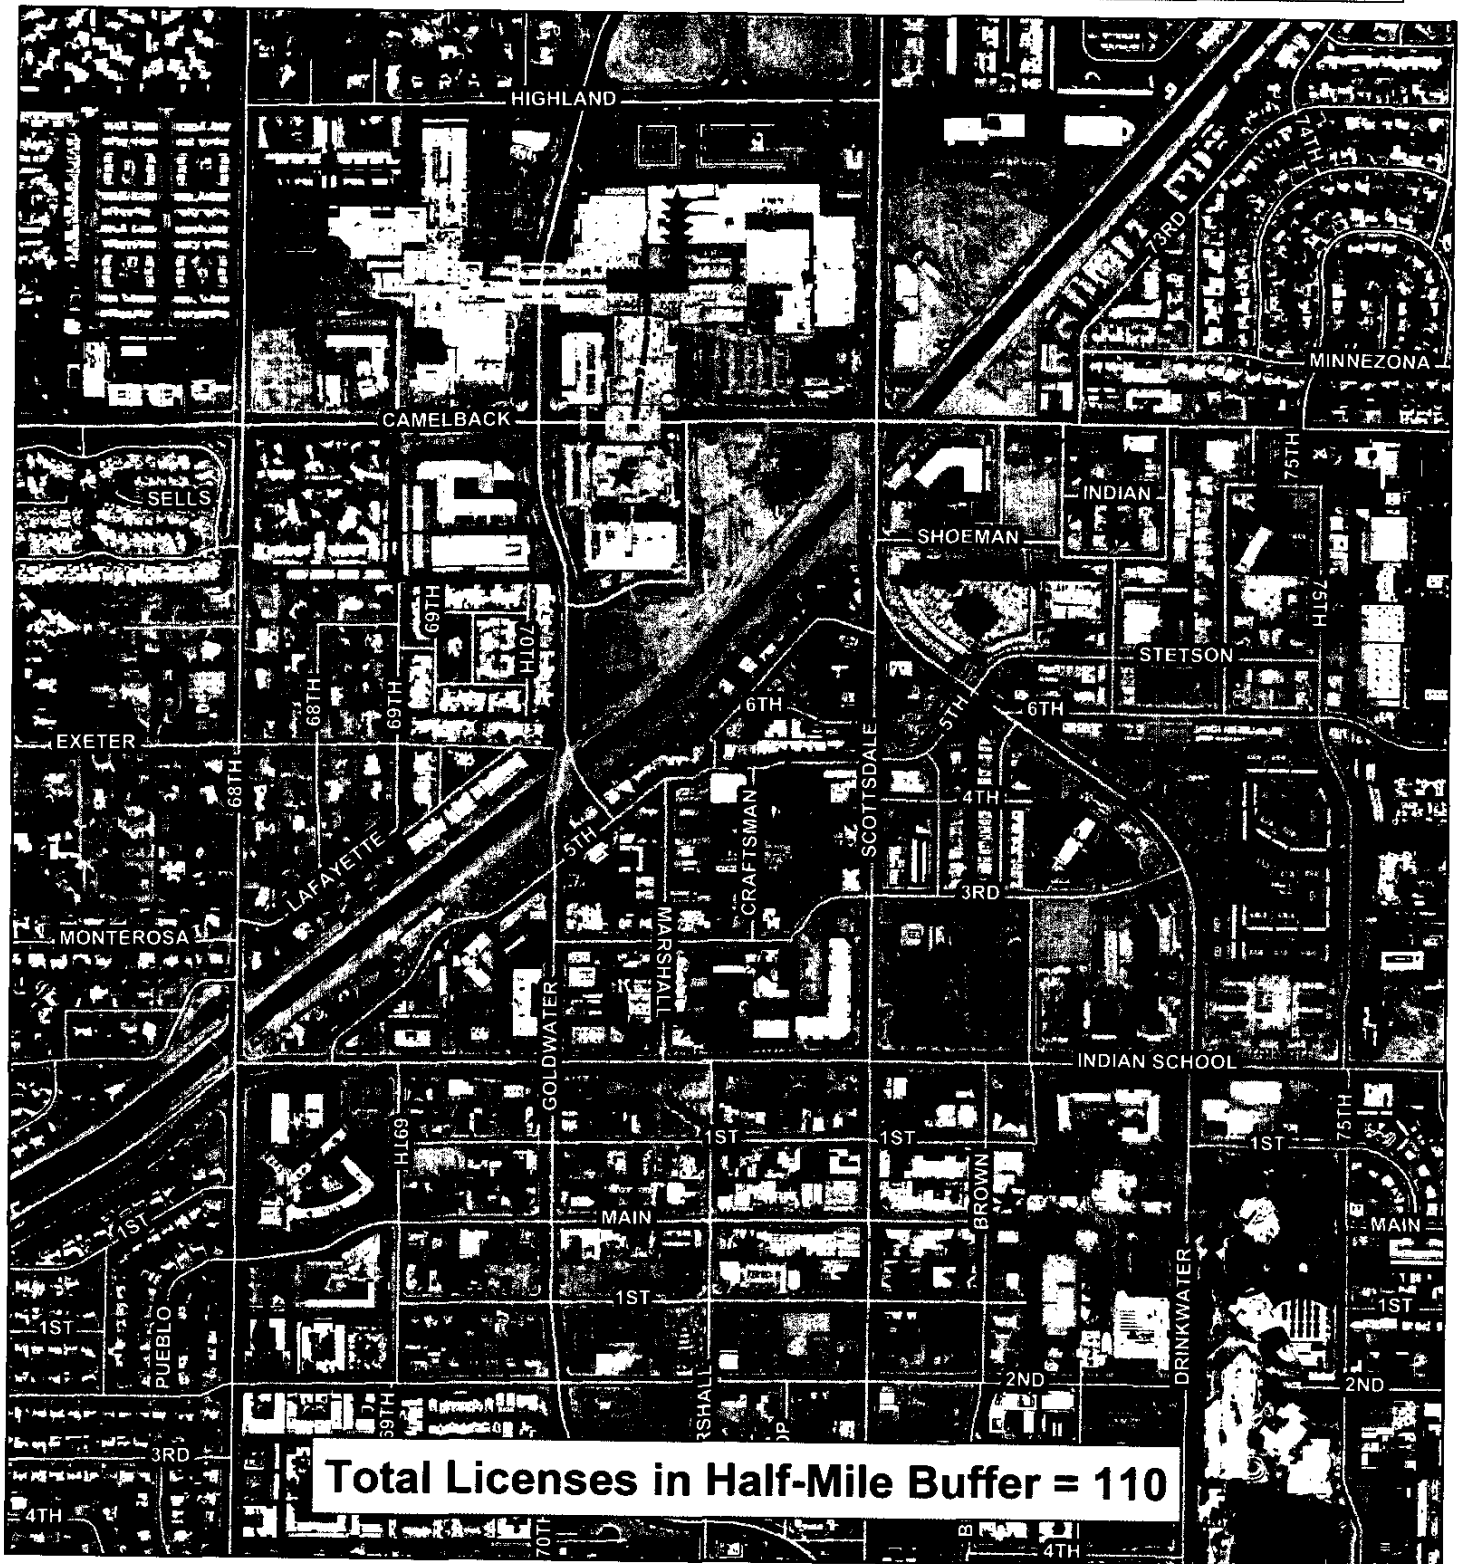 HIGHLAND
74TH
73RD
MINNEZONA
CAMELBACK
75TH
SELLS
INDIAN
SHOEMAN
69TH
70TH
75TH
STETSON
68TH
69TH
6TH
5TH
6TH
EXETER
68TH
SCOTTSDALE
4TH
CRAFTSMAN
5TH
LAFAYETTE
3RD
MONTEROSA
MARSHALL
GOLDWATER
INDIAN SCHOOL
69TH
1ST
1ST
1ST
75TH
BROWN
1ST
MAIN
MAIN
DRINKWATER
1ST
1ST
1ST
PUEBLO
2ND
2ND
69TH
RSHALL
OP
3RD
Total Licenses in Half-Mile Buffer = 110
4TH
70TH
B
4TH